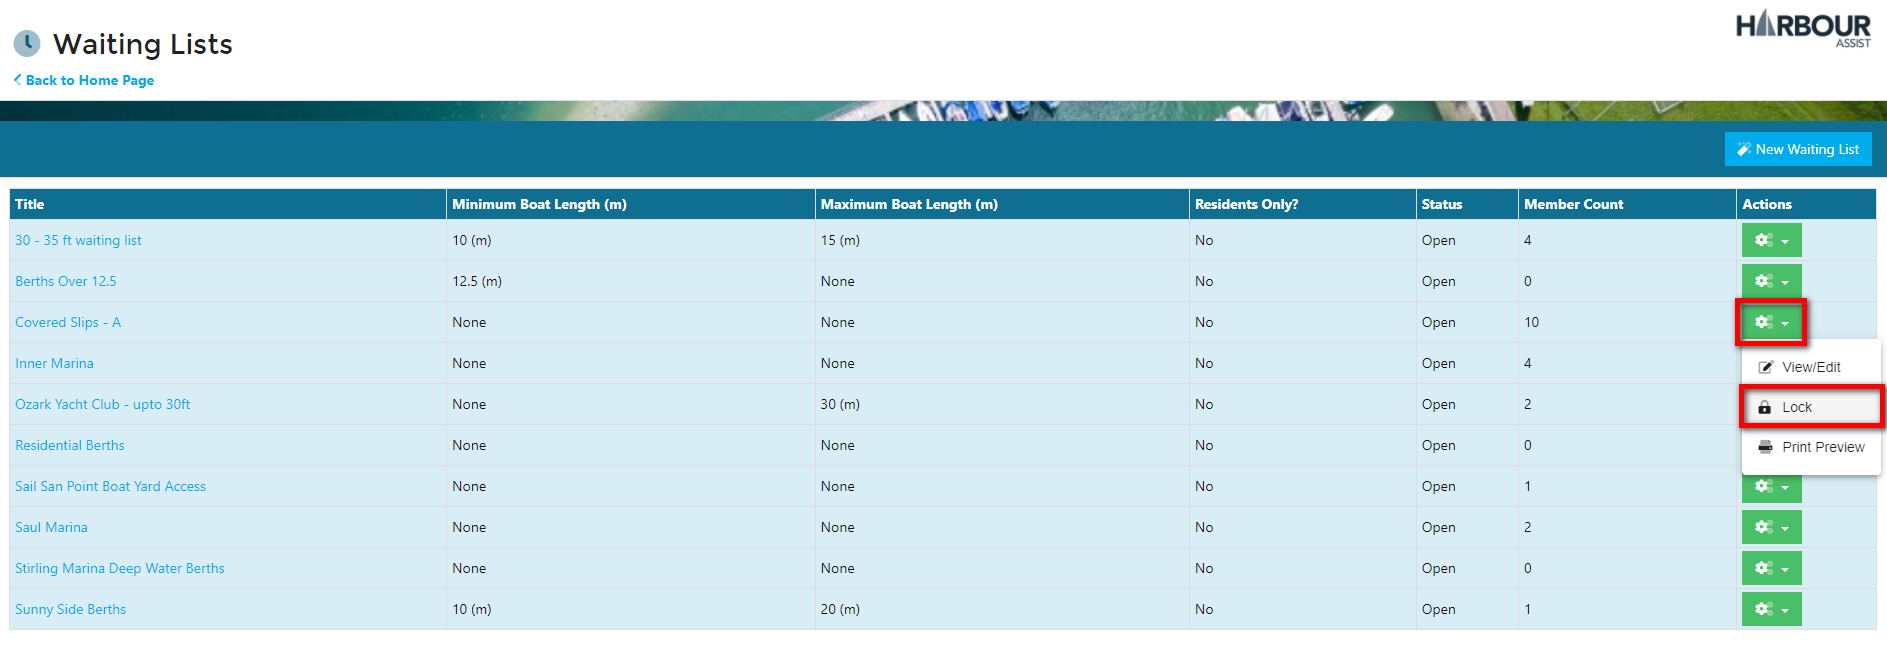 HARBOUR
ASSIST
Waiting Lists
Back to Home Page
New Waiting List
Title Minimum Boat Length (m) Maximum Boat Length (m) Residents Only? Status Member Count Actions
30 - 35 ft waiting list 10 (m) 15 (m) No Open 4
Berths Over 12.5 12.5 (m) None No Open 0
Covered Slips - A None None No Open 10
Inner Marina None None No Open 4
View/Edit
Ozark Yacht Club - upto 30ft None 30 (m) No Open 2
Lock
Residential Berths None None No Open 0
Print Preview
Sail San Point Boat Yard Access None None No Open 1
Saul Marina None None No Open 2
Stirling Marina Deep Water Berths None None No Open 0
Sunny Side Berths 10 (m) 20 (m) No Open 1